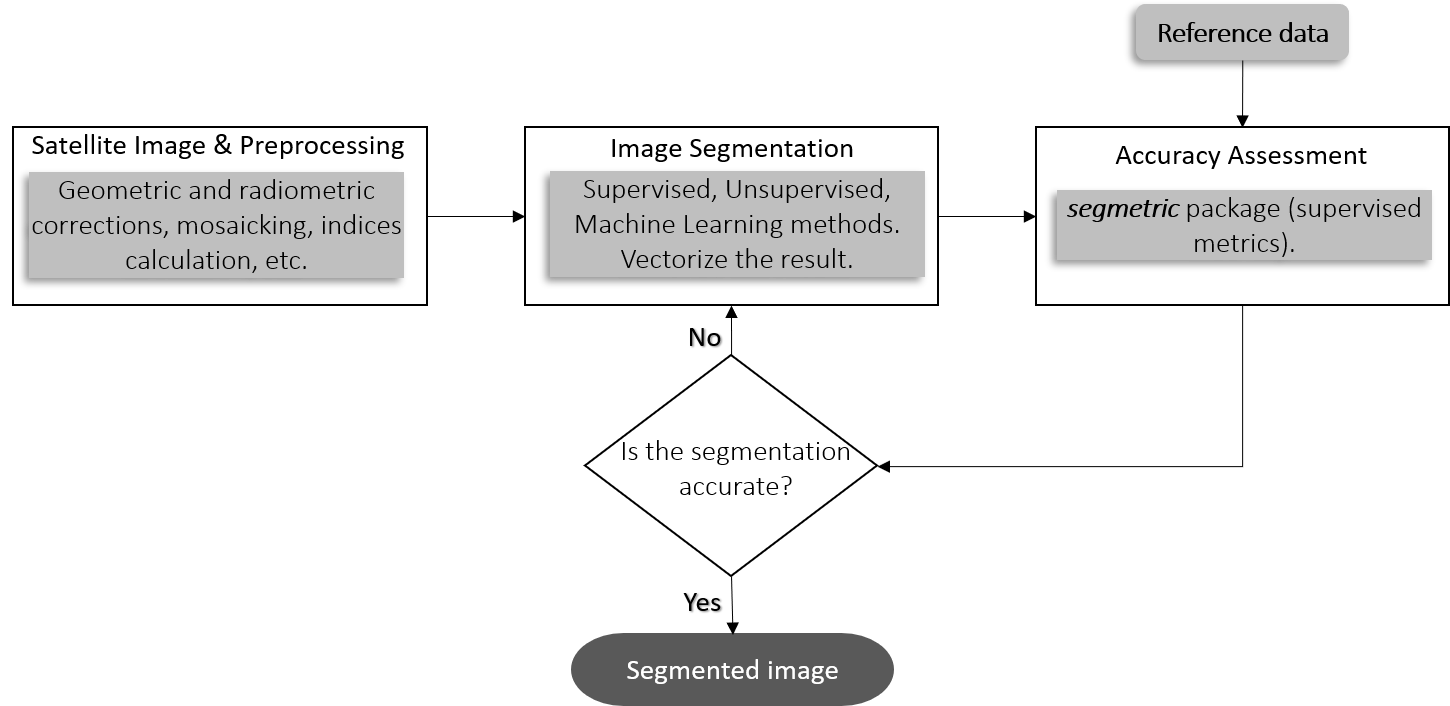 Reference data
Satellite Image & Preprocessing
Geometric and radiometric
corrections, mosaicking, indices
calculation, etc.
Image Segmentation
Supervised, Unsupervised,
Machine Learning methods.
Vectorize the result.
Accuracy Assessment
segmetric package (supervised
metrics).
No
Is the segmentation
accurate?
Yes
Segmented image